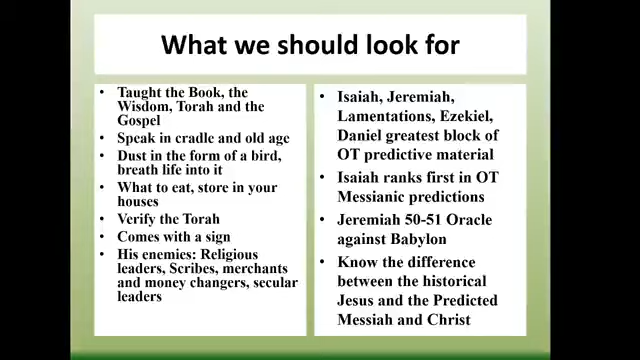 What we should look for
• Taught the Book, the
Wisdom, Torah and the
Gospel
• Speak in cradle and old age
• Dust in the form of a bird,
breath life into it
• What to eat, store in your
houses
• Verify the Torah
• Comes with a sign
• His enemies: Religious
leaders, Scribes, merchants
and money changers, secular
leaders
• Isaiah, Jeremiah,
Lamentations, Ezekiel,
Daniel greatest block of
OT predictive material
• Isaiah ranks first in OT
Messianic predictions
• Jeremiah 50-51 Oracle
against Babylon
• Know the difference
between the historical
Jesus and the Predicted
Messiah and Christ